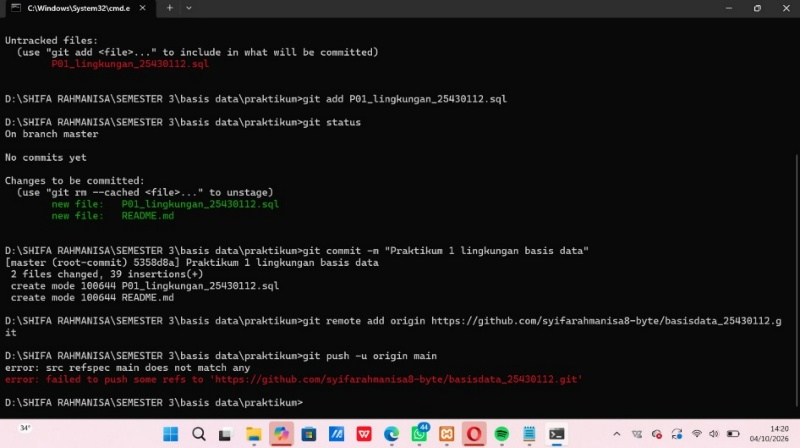 C:\Windows\System32\cmd.e
Untracked files:
(use "git add <file>..." to include in what will be committed)
P01_lingkungan_25430112.sql
D:\SHIFA RAHMANISA\SEMESTER 3\basis data\praktikum>git add P01_lingkungan_25430112.sql
D:\SHIFA RAHMANISA\SEMESTER 3\basis data\praktikum>git status
On branch master
No commits yet
Changes to be committed:
(use "git rm --cached <file>..." to unstage)
new file:   P01_lingkungan_25430112.sql
new file:   README.md
D:\SHIFA RAHMANISA\SEMESTER 3\basis data\praktikum>git commit -m "Praktikum 1 lingkungan basis data"
[master (root-commit) 5358d8a] Praktikum 1 lingkungan basis data
2 files changed, 39 insertions(+)
create mode 100644 P01_lingkungan_25430112.sql
create mode 100644 README.md
D:\SHIFA RAHMANISA\SEMESTER 3\basis data\praktikum>git remote add origin https://github.com/syifarahmanisa8-byte/basisdata_25430112.g
it
D:\SHIFA RAHMANISA\SEMESTER 3\basis data\praktikum>git push -u origin main
error: src refspec main does not match any
error: failed to push some refs to 'https://github.com/syifarahmanisa8-byte/basisdata_25430112.git'
D:\SHIFA RAHMANISA\SEMESTER 3\basis data\praktikum>
34°
44
14:20
04/10/2026